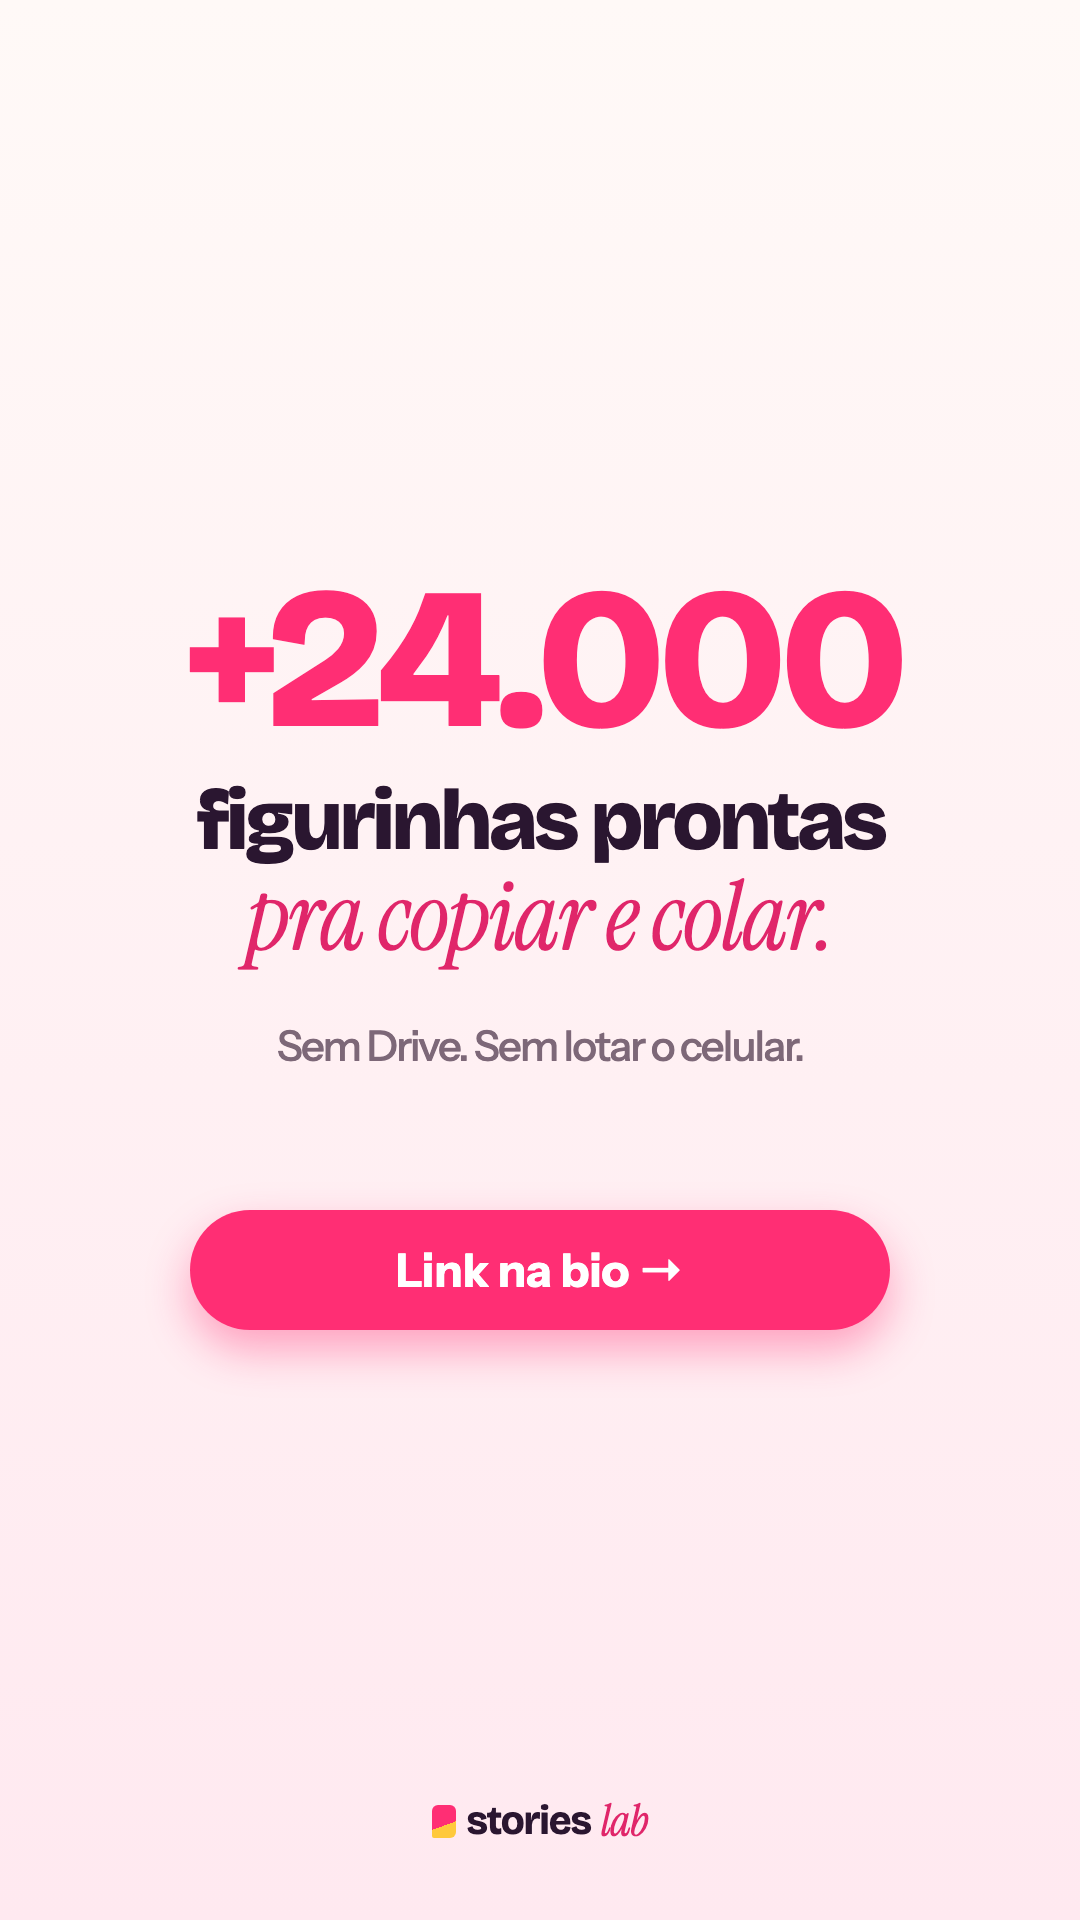 +24.000
figurinhas prontas
pra copiar e colar.
Sem Drive. Sem lotar o celular.
Link na bio →
stories lab